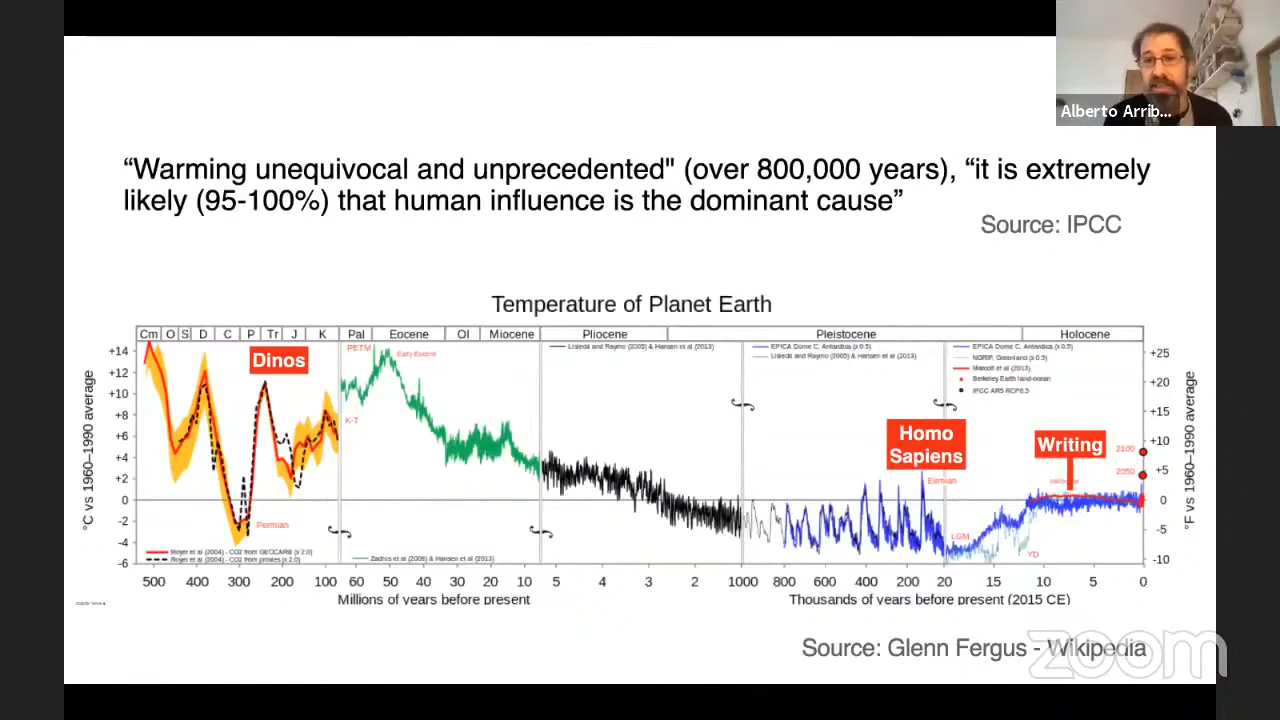 Alberto Arrib...
“Warming unequivocal and unprecedented" (over 800,000 years), “it is extremely
likely (95-100%) that human influence is the dominant cause”
Source: IPCC
Temperature of Planet Earth
Cm O S D C P Tr J K Pal Eocene Ol Miocene Pliocene Pleistocene Holocene
Dinos
PETM
Early Eocene
K-T
Permian
Royer et al (2004) - CO2 from GEOCARB (x 2.0)
Royer et al (2004) - CO2 from proxies (x 2.0)
Zachos et al (2008) & Hansen et al (2013)
Lisiecki and Raymo (2005) & Hansen et al (2013)
EPICA Dome C, Antarctica (x 0.5)
Lisiecki and Raymo (2005) & Hansen et al (2013)
EPICA Dome C, Antarctica (x 0.5)
NGRIP, Greenland (x 0.5)
Marcott et al (2013)
Berkeley Earth land-ocean
IPCC AR5 RCP8.5
Homo
Sapiens
Eemian
Writing
2100
2050
LGM
YD
°C vs 1960–1990 average
+14
+12
+10
+8
+6
+4
+2
0
-2
-4
-6
+25
+20
+15
+10
+5
0
-5
-10
°F vs 1960–1990 average
500 400 300 200 100 60 50 40 30 20 10 5 4 3 2 1000 800 600 400 200 20 15 10 5 0
Millions of years before present
Thousands of years before present (2015 CE)
Source: Glenn Fergus - Wikipedia
zoom